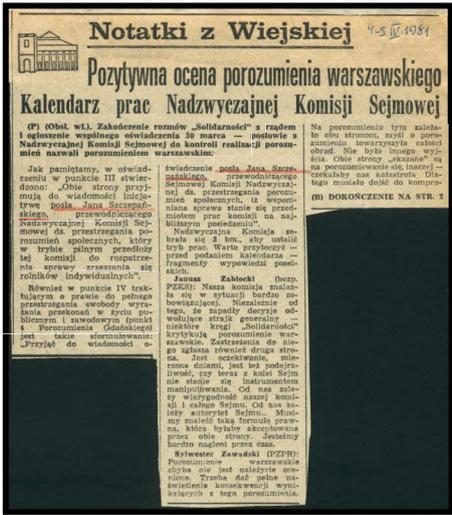 Notatki z Wiejskiej
4-5 IV 1981
Pozytywna ocena porozumienia warszawskiego
Kalendarz prac Nadzwyczajnej Komisji Sejmowej
(P) (Obsł. wł.). Zakończenie rozmów „Solidarności” z rządem
i ogłoszenie wspólnego oświadczenia 30 marca — posłowie z
Nadzwyczajnej Komisji Sejmowej do kontroli realizacji porozu-
mień nazwali porozumieniem warszawskim.
Jak pamiętamy, w oświad-
czeniu w punkcie III stwier-
dzono: „Obie strony przyj-
mują do wiadomości inicja-
tywę posła Jana Szczepań-
skiego, przewodniczącego
Nadzwyczajnej Komisji Sej-
mowej ds. przestrzegania po-
rozumień społecznych, który
w trybie pilnym przedłoży
tej komisji do rozpatrze-
nia sprawy zrzeszania się
rolników indywidualnych”.
Również w punkcie IV trak-
tującym o prawie do pełnego
przestrzegania swobody wyra-
żania przekonań w życiu pu-
blicznym i zawodowym (punkt
4 Porozumienia Gdańskiego)
jest takie sformułowanie:
„Przyjąć do wiadomości o-
świadczenie posła Jana Szcze-
pańskiego, przewodniczącego
Sejmowej Komisji Nadzwyczaj-
nej ds. przestrzegania porozu-
mień społecznych, iż wspom-
niana sprawa stanie się przed-
miotem prac komisji na naj-
bliższym posiedzeniu”.
Nadzwyczajna Komisja ze-
brała się 3 bm., aby ustalić
tryb prac. Warto przytoczyć —
przed podaniem kalendarza —
fragmenty wypowiedzi posel-
skich.
Janusz Zabłocki (bezp.
PZKS): Nasza komisja znalaz-
ła się w sytuacji bardzo zo-
bowiązującej. Niezależnie od
tego, że zapadły decyzje od-
wołujące strajk generalny —
niektóre kręgi „Solidarności”
krytykują porozumienie war-
szawskie. Zastrzeżenia do nie-
go zgłasza również druga stro-
na. Jest oczekiwanie, mie-
rzone dniami, jest też podejrz-
liwość, czy teraz z kolei Sejm
nie stanie się instrumentem
manipulowania. Od nas zale-
ży wiarygodność naszej komi-
sji i całego Sejmu. Od nas za-
leży autorytet Sejmu... Musi-
my znaleźć taką formułę praw-
ną, która byłaby akceptowana
przez obie strony. Jesteśmy
bardzo nagleni przez czas.
Sylwester Zawadzki (PZPR):
Porozumienie warszawskie
chyba nie jest należycie oce-
nione. Trzeba dać pełne na-
świetlenie konsekwencji wyni-
kających z tego porozumienia.
Na porozumieniu tym zależa-
ło obu stronom, myśl o poro-
zumieniu towarzyszyła całości
obrad. Nie było innego wyjś-
cia. Obie strony „skazane” są
na porozumiewanie się, inaczej —
czekałaby nas katastrofa. Dla-
tego musiało dojść do kompro-
(B) DOKOŃCZENIE NA STR. 2